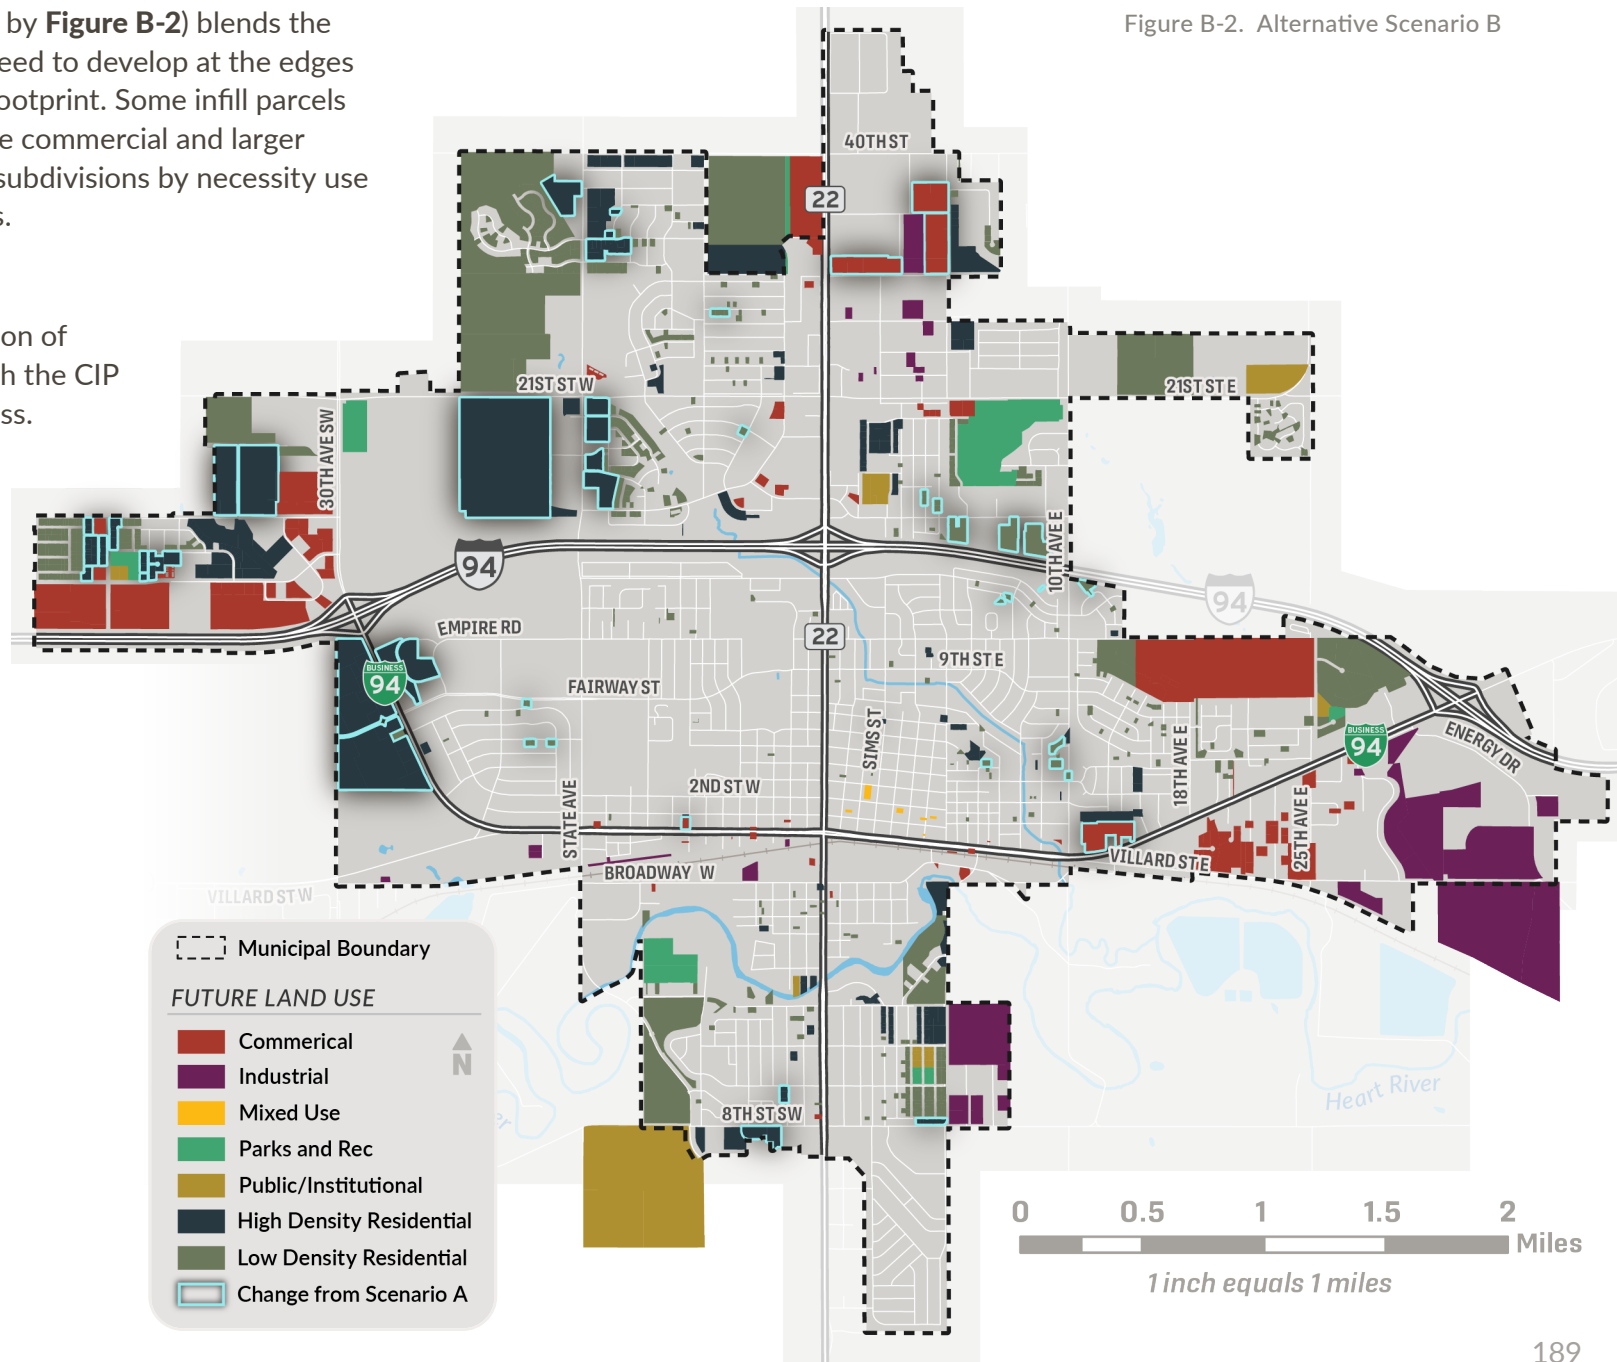 by Figure B-2) blends the
eed to develop at the edges
ootprint. Some infill parcels
e commercial and larger
subdivisions by necessity use
s.
on of
h the CIP
ss.
Figure B-2. Alternative Scenario B
40TH ST
22
21ST ST W
21ST ST E
30TH AVE SW
94
10TH AVE E
94
EMPIRE RD
22
9TH ST E
BUSINESS
94
FAIRWAY ST
SIMS ST
18TH AVE E
BUSINESS
94
ENERGY DR
2ND ST W
STATE AVE
25TH AVE E
VILLARD ST E
BROADWAY W
VILLARD ST W
8TH ST SW
er
Heart River
Municipal Boundary
FUTURE LAND USE
Commerical
Industrial
Mixed Use
Parks and Rec
Public/Institutional
High Density Residential
Low Density Residential
Change from Scenario A
N
0 0.5 1 1.5 2
Miles
1 inch equals 1 miles
189